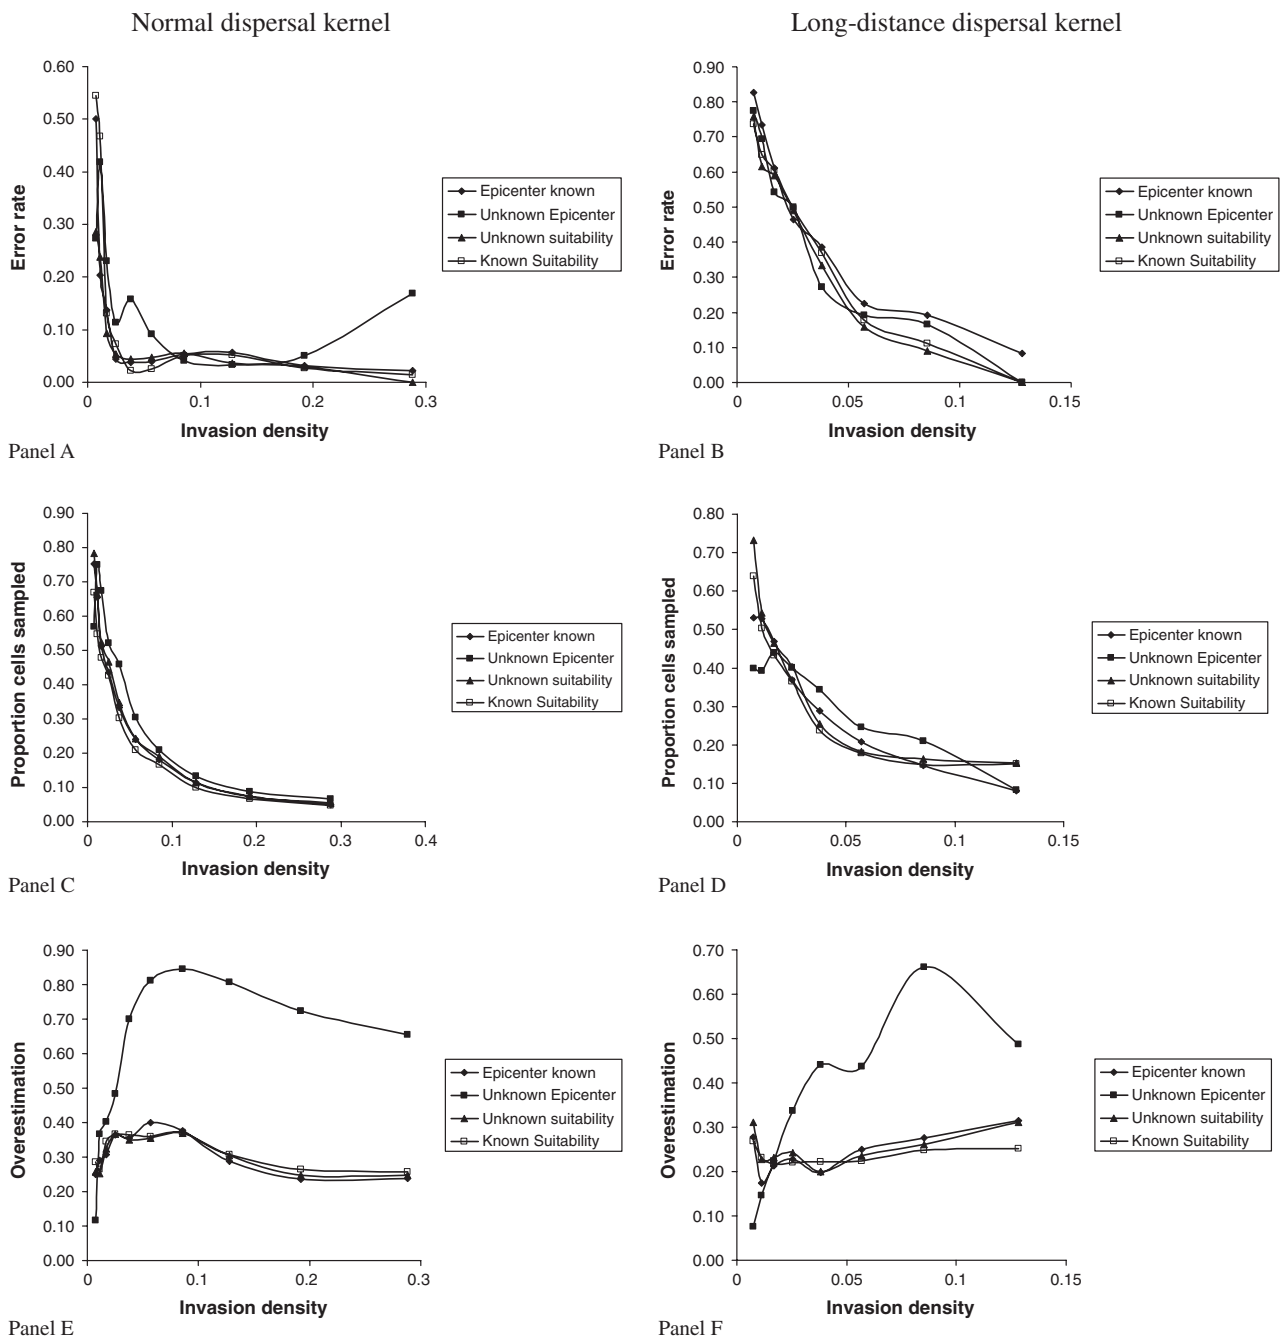 Normal dispersal kernel
Long-distance dispersal kernel
0.60
0.50
0.40
0.30
0.20
0.10
0.00
0
0.1
0.2
0.3
Error rate
Invasion density
Epicenter known
Unknown Epicenter
Unknown suitability
Known Suitability
Panel A
0.90
0.80
0.70
0.60
0.50
0.40
0.30
0.20
0.10
0.00
0
0.05
0.1
0.15
Error rate
Invasion density
Epicenter known
Unknown Epicenter
Unknown suitability
Known Suitability
Panel B
0.90
0.80
0.70
0.60
0.50
0.40
0.30
0.20
0.10
0.00
0
0.1
0.2
0.3
0.4
Proportion cells sampled
Invasion density
Epicenter known
Unknown Epicenter
Unknown suitability
Known Suitability
Panel C
0.80
0.70
0.60
0.50
0.40
0.30
0.20
0.10
0.00
0
0.05
0.1
0.15
Proportion cells sampled
Invasion density
Epicenter known
Unknown Epicenter
Unknown suitability
Known Suitability
Panel D
0.90
0.80
0.70
0.60
0.50
0.40
0.30
0.20
0.10
0.00
0
0.1
0.2
0.3
Overestimation
Invasion density
Epicenter known
Unknown Epicenter
Unknown suitability
Known Suitability
Panel E
0.70
0.60
0.50
0.40
0.30
0.20
0.10
0.00
0
0.05
0.1
0.15
Overestimation
Invasion density
Epicenter known
Unknown Epicenter
Unknown suitability
Known Suitability
Panel F